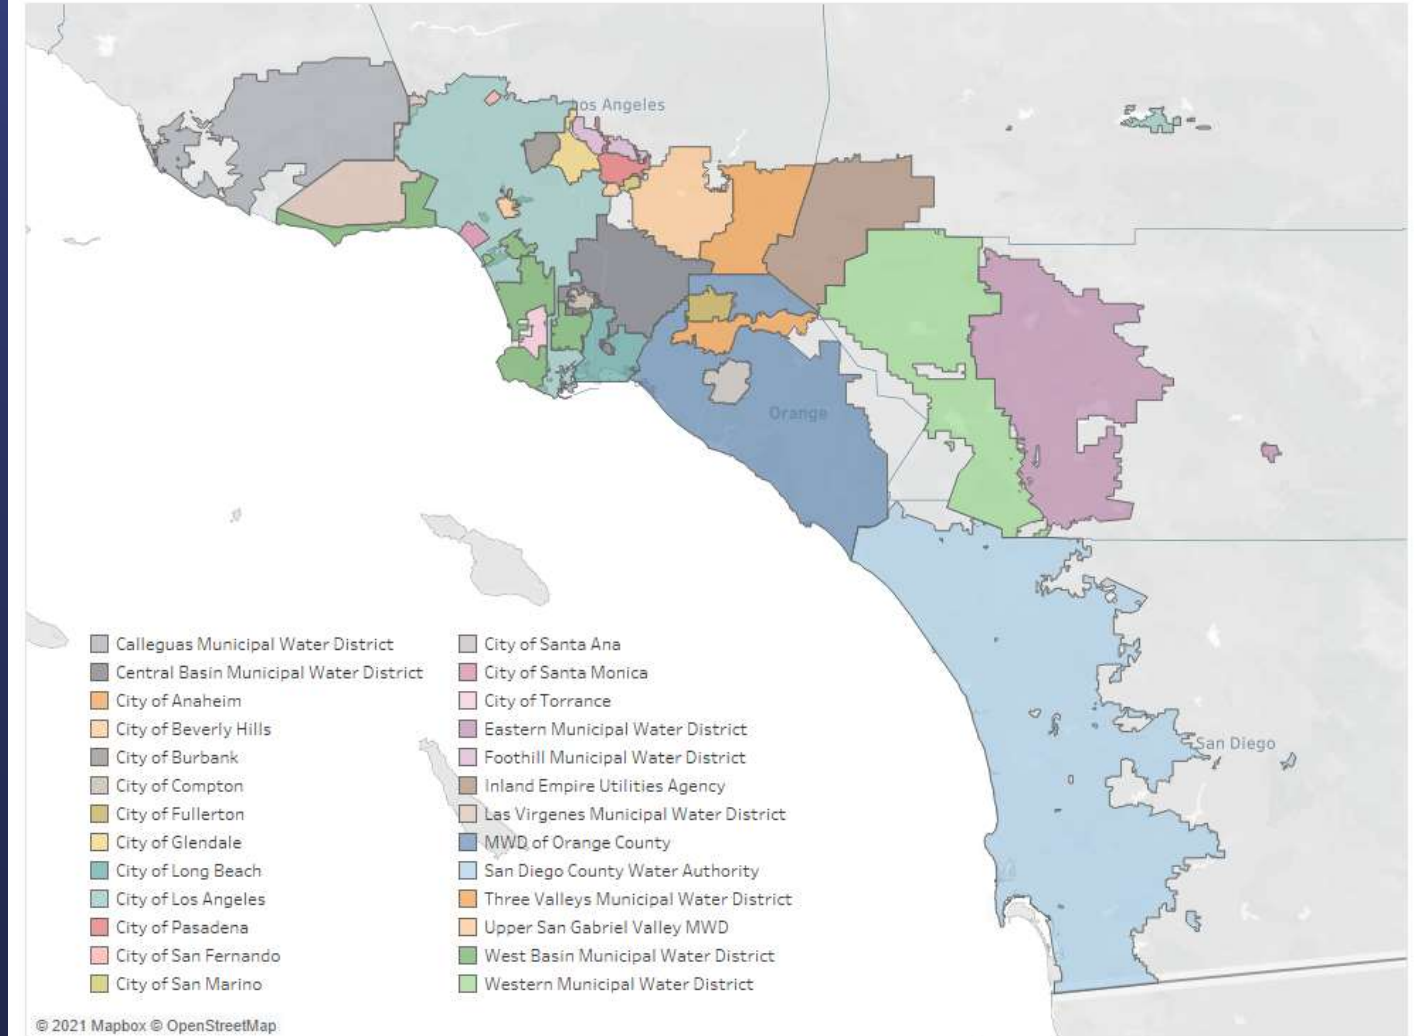 Los Angeles
Orange
San Diego
Calleguas Municipal Water District
Central Basin Municipal Water District
City of Anaheim
City of Beverly Hills
City of Burbank
City of Compton
City of Fullerton
City of Glendale
City of Long Beach
City of Los Angeles
City of Pasadena
City of San Fernando
City of San Marino
City of Santa Ana
City of Santa Monica
City of Torrance
Eastern Municipal Water District
Foothill Municipal Water District
Inland Empire Utilities Agency
Las Virgenes Municipal Water District
MWD of Orange County
San Diego County Water Authority
Three Valleys Municipal Water District
Upper San Gabriel Valley MWD
West Basin Municipal Water District
Western Municipal Water District
© 2021 Mapbox © OpenStreetMap